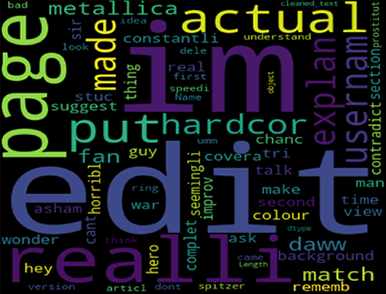 bad
sir
idea
understand
cleaned_text
metallica
actual
dele
prostitut
page
constantli
look
real
speedi
section
made
thing
first
Name
object
im
explan
usernam
contradict
suggest
stuc
put
hardcor
chanc
fan
guy
umm
covera
tri
horribl
seemingli
improv
talk
man
edit
asham
cant
war
ring
make
second
time
view
colour
daww
wonder
complet
ask
background
realli
hey
think
hero
came
dtype
match
version
articl
dont
spitzer
Length
rememb